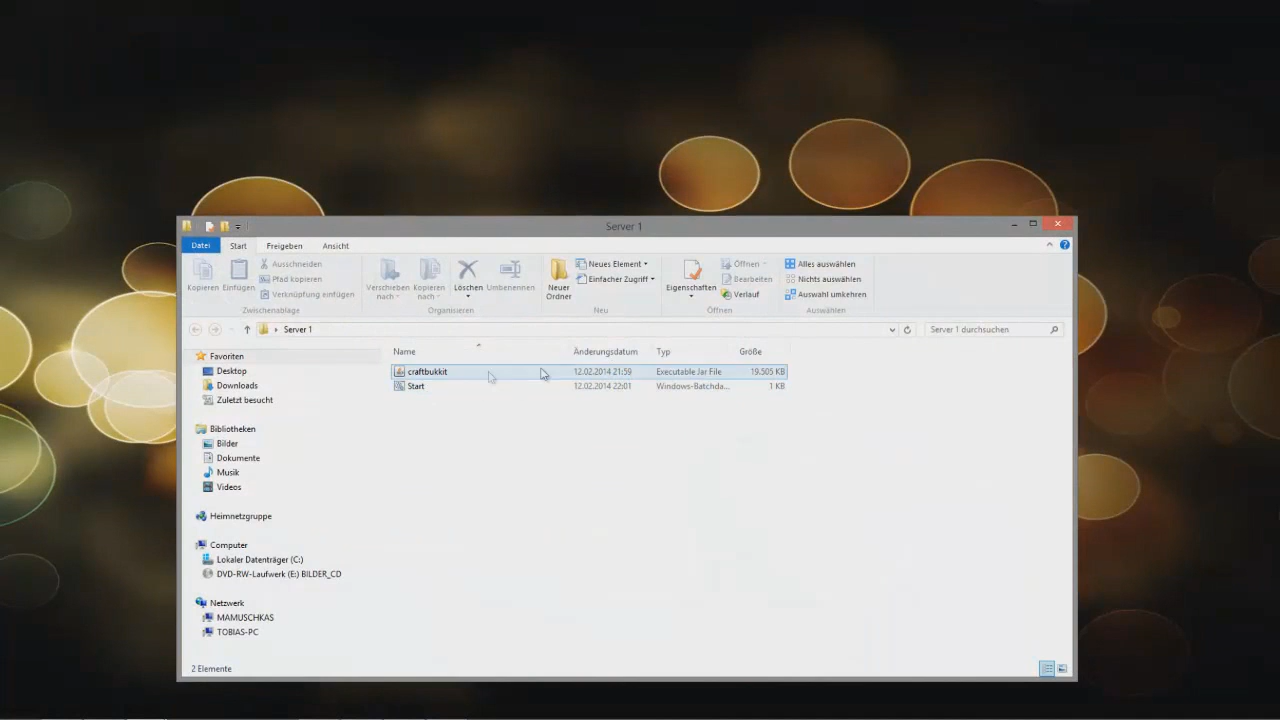 Server 1
Datei Start Freigeben Ansicht
Kopieren
Einfügen
Ausschneiden
Pfad kopieren
Verknüpfung einfügen
Zwischenablage
Verschieben nach
Kopieren nach
Löschen
Umbenennen
Organisieren
Neuer Ordner
Neues Element
Einfacher Zugriff
Neu
Eigenschaften
Öffnen
Bearbeiten
Verlauf
Öffnen
Alles auswählen
Nichts auswählen
Auswahl umkehren
Auswählen
Server 1
Server 1 durchsuchen
Favoriten
Desktop
Downloads
Zuletzt besucht
Bibliotheken
Bilder
Dokumente
Musik
Videos
Heimnetzgruppe
Computer
Lokaler Datenträger (C:)
DVD-RW-Laufwerk (E:) BILDER_CD
Netzwerk
MAMUSCHKAS
TOBIAS-PC
Name Änderungsdatum Typ Größe
craftbukkit 12.02.2014 21:59 Executable Jar File 19.505 KB
Start 12.02.2014 22:01 Windows-Batchda... 1 KB
2 Elemente